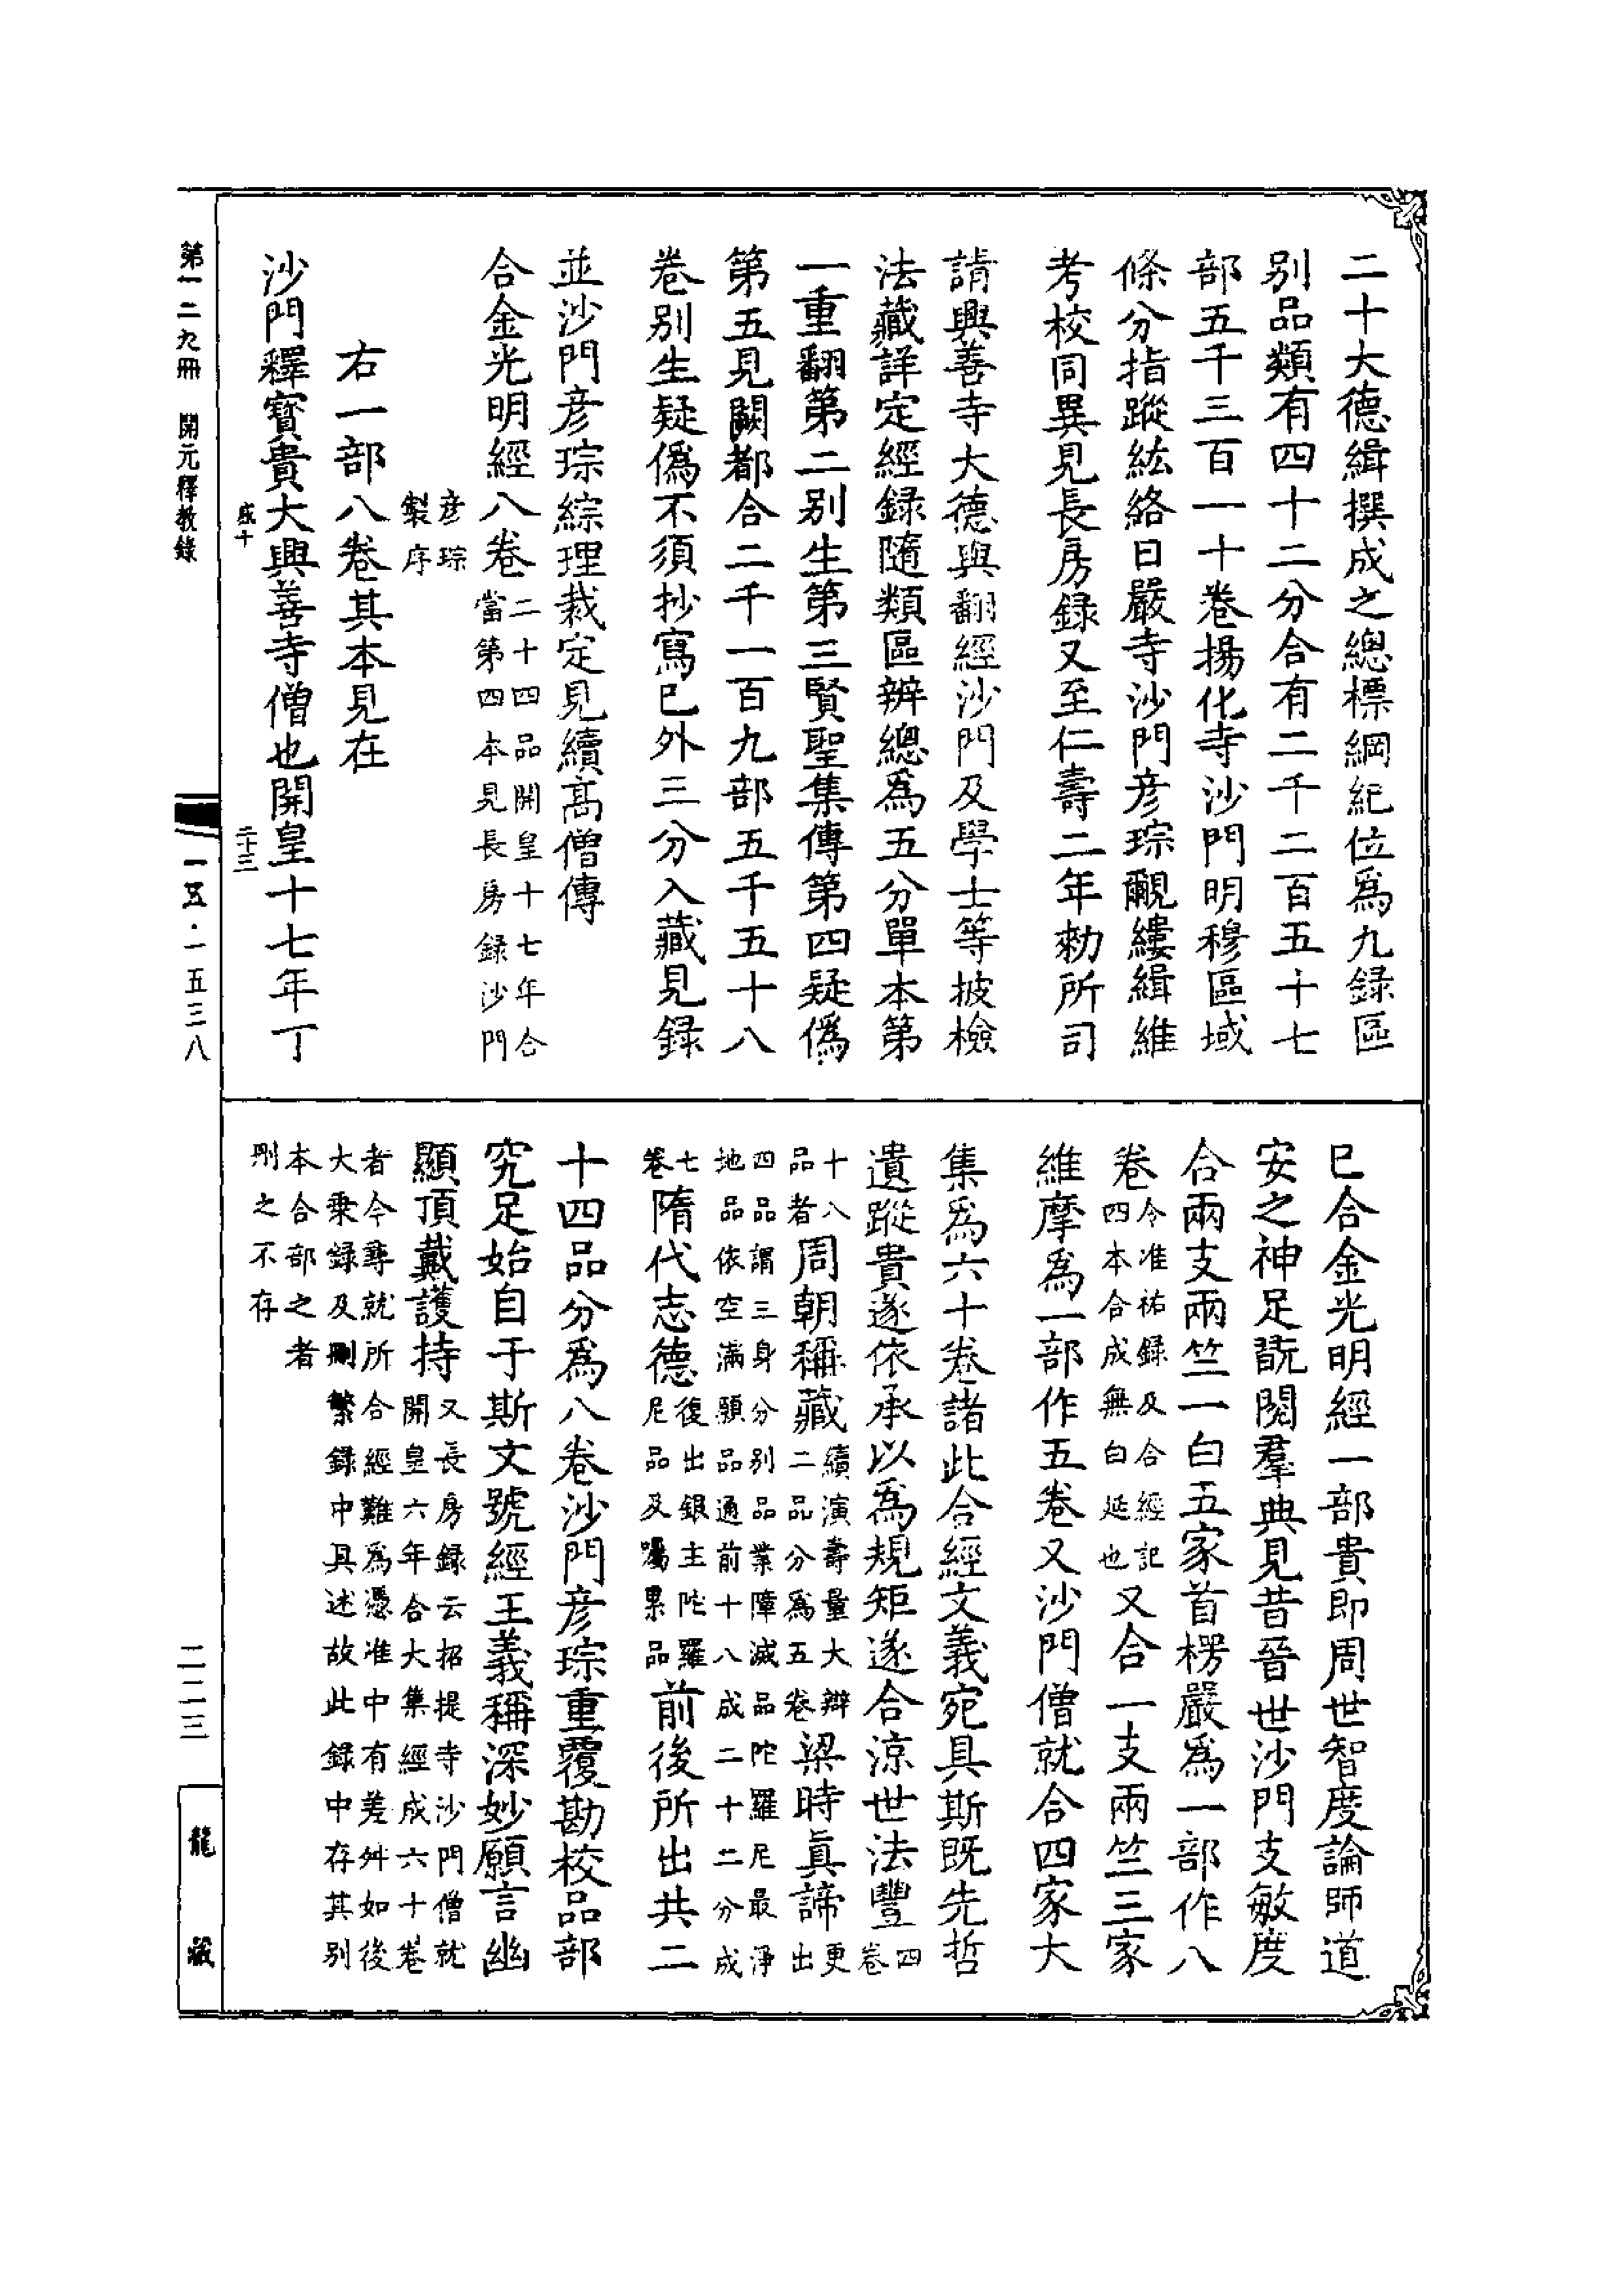 二十大德緝撰成之總標綱紀位爲九録區
别品類有四十二分合有二千二百五十七
部五千三百一十卷揚化寺沙門明穆區域
條分指蹤紘絡日嚴寺沙門彦琮覼縷緝維
考校同異見長房録又至仁壽二年勑所司
請興善寺大德與翻經沙門及學士等披檢
法藏詳定經録隨類區辨總爲五分單本第
一重翻第二别生第三賢聖集傳第四疑僞
第五見闕都合二千一百九部五千五十八
卷别生疑僞不須抄寫已外三分入藏見録
並沙門彦琮綜理裁定見續高僧傳
合金光明經八卷二十四品開皇十七年合
當第四本見長房録沙門
彦琮
製序
右一部八卷其本見在
沙門釋寳貴大興善寺僧也開皇十七年丁
巳合金光明經一部貴即周世智度論師道
安之神足䎗閱羣典見昔晉世沙門支敏度
合兩支兩竺一白五家首楞嚴爲一部作八
卷今准祐録及合經記
四本合成無白延也又合一支兩竺三家
維摩爲一部作五卷又沙門僧就合四家大
集爲六十卷諸此合經文義宛具斯既先哲
遺蹤貴遂依承以爲規矩遂合涼世法豐四
卷
十八
品者周朝稱藏續演壽量大辯
二品分爲五卷梁時眞諦更
出
四品謂三身分别品業障滅品陀羅尼最淨
地品依空滿願品通前十八成二十二分成
七
卷隋代志德後出銀主陀羅
尼品及囑累品前後所出共二
十四品分爲八卷沙門彦琮重覆勘校品部
究足始自于斯文號經王義稱深妙願言幽
顯頂戴護持又長房録云招提寺沙門僧就
開皇六年合大集經成六十卷
者今尋就所合經難爲憑准中有差舛如後
大乗録及刪繁録中具述故此録中存其别
本合部之者
刪之不存
第一二九冊　開元釋教錄
咸十
二十三
一五·一五三八
二二三
龍藏